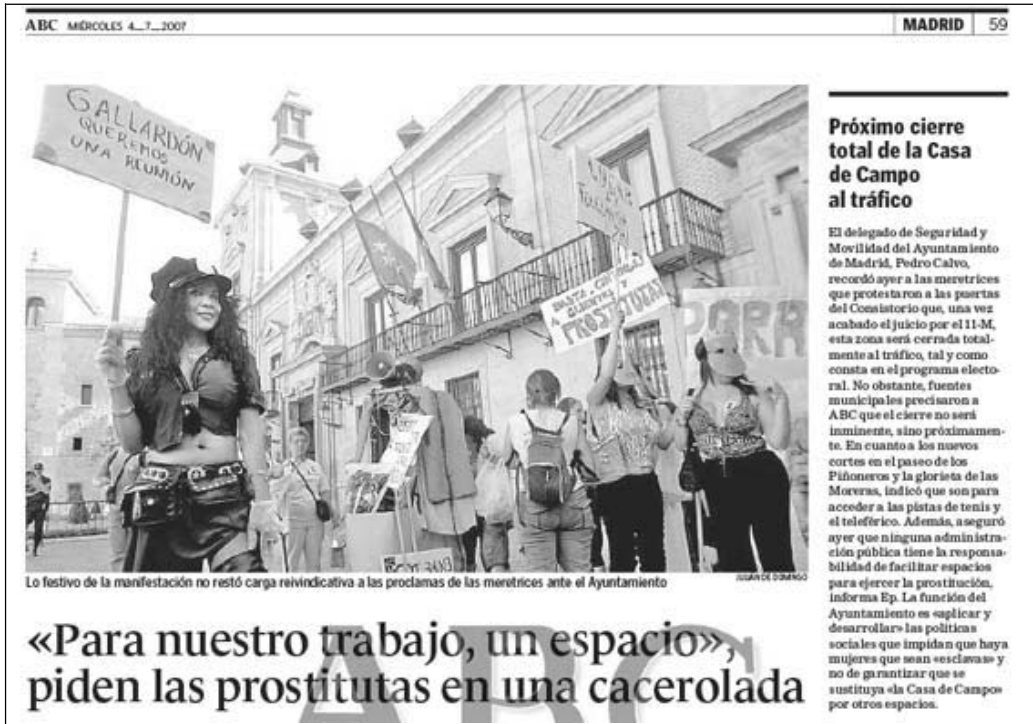 ABC MIÉRCOLES 4_7_2007
MADRID 59
GALLARDÓN
QUEREMOS
UNA REUNIÓN
BASTA
A CLIENTES Y
PROSTITUTAS
Lo festivo de la manifestación no restó carga reivindicativa a las proclamas de las meretrices ante el Ayuntamiento
JULIÁN DE DOMINGO
«Para nuestro trabajo, un espacio»,
piden las prostitutas en una cacerolada
ABC
Próximo cierre
total de la Casa
de Campo
al tráfico
El delegado de Seguridad y
Movilidad del Ayuntamiento
de Madrid, Pedro Calvo,
recordó ayer a las meretrices
que protestaron a las puertas
del Consistorio que, una vez
acabado el juicio por el 11-M,
esta zona será cerrada total-
mente al tráfico, tal y como
consta en el programa electo-
ral. No obstante, fuentes
municipales precisaron a
ABC que el cierre no será
inminente, sino próximamen-
te. En cuanto a los nuevos
cortes en el paseo de los
Piñoneros y la glorieta de las
Moreras, indicó que son para
acceder a las pistas de tenis y
el teleférico. Además, aseguró
ayer que ninguna administra-
ción pública tiene la responsa-
bilidad de facilitar espacios
para ejercer la prostitución,
informa Ep. La función del
Ayuntamiento es «aplicar y
desarrollar» las políticas
sociales que impidan que haya
mujeres que sean «esclavas» y
no de garantizar que se
sustituya «la Casa de Campo»
por otros espacios.